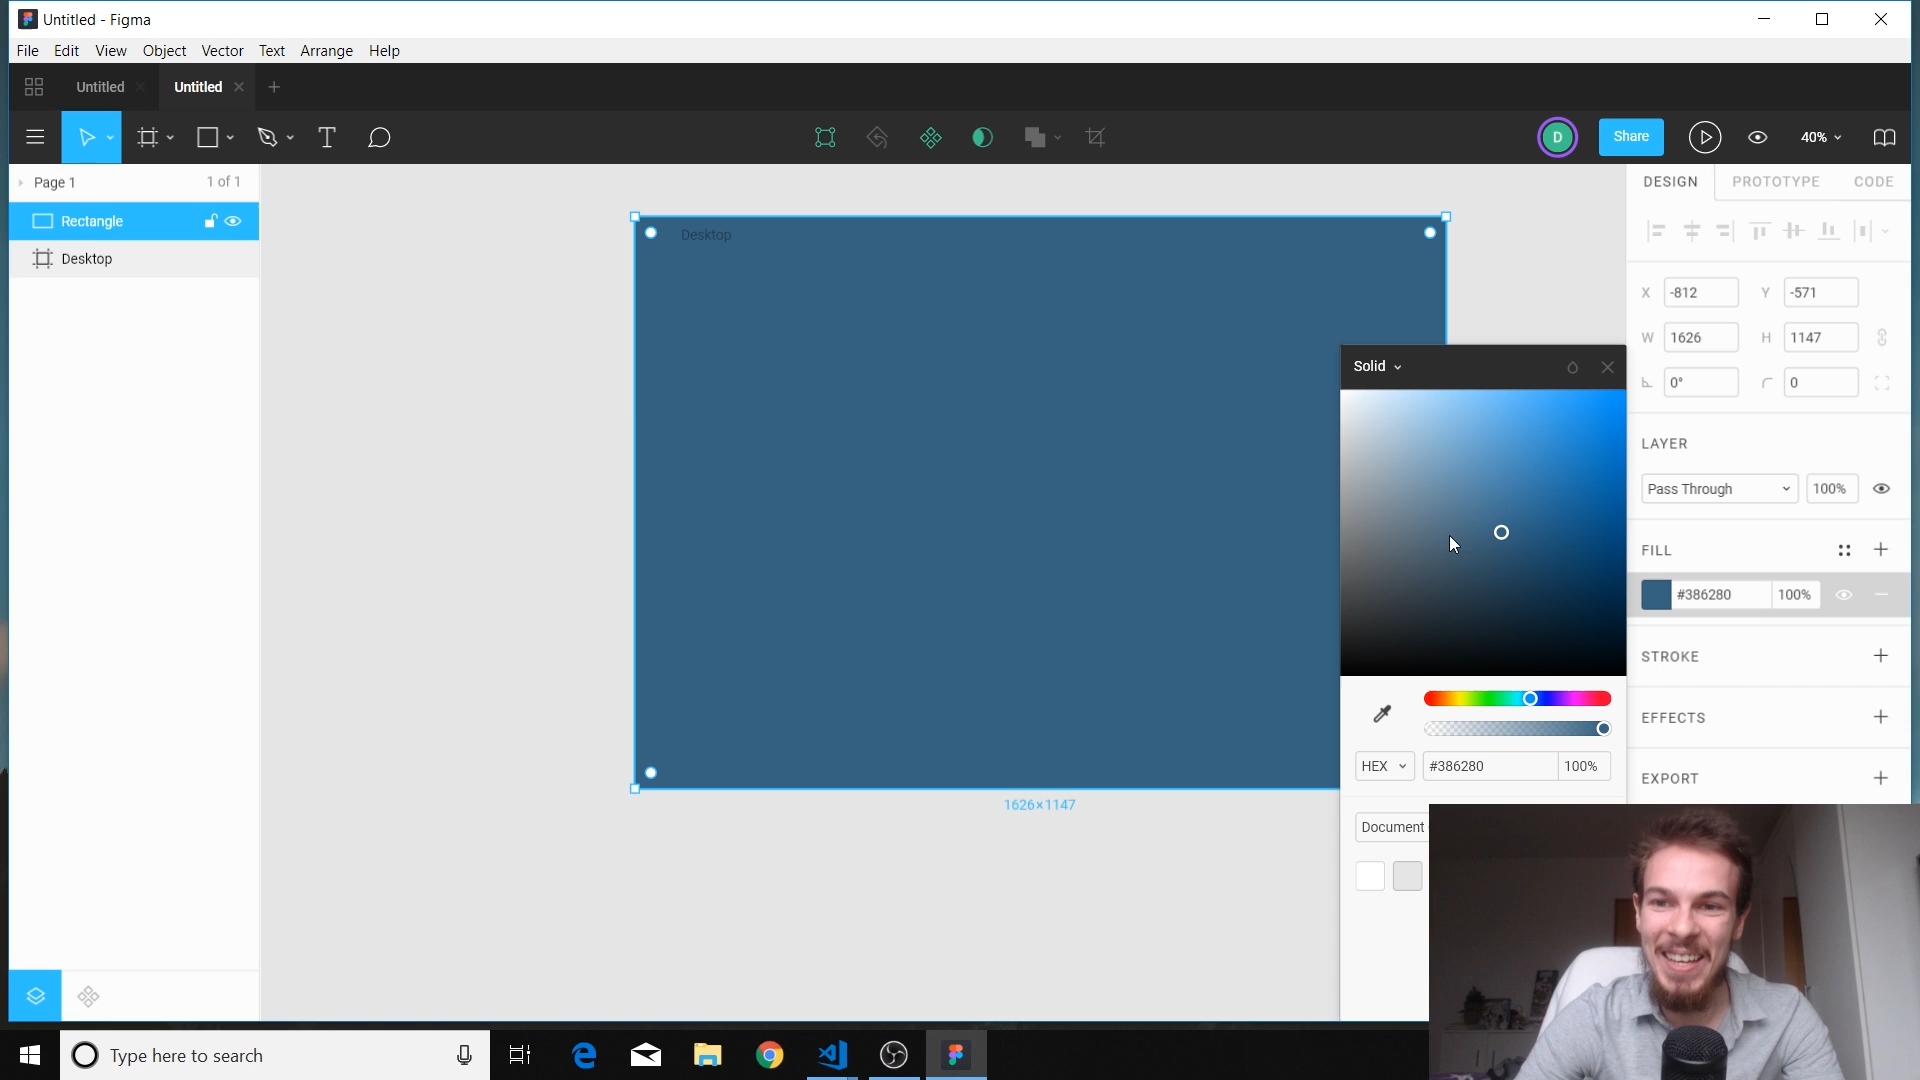 Untitled - Figma
File Edit View Object Vector Text Arrange Help
Untitled Untitled
T D Share 40%
Page 1 1 of 1
Rectangle
Desktop
Desktop
1626×1147
DESIGN PROTOTYPE CODE
X -812 Y -571
W 1626 H 1147
0° 0
LAYER
Pass Through 100%
FILL
#386280 100%
STROKE
EFFECTS
EXPORT
Solid
HEX #386280 100%
Document
Type here to search